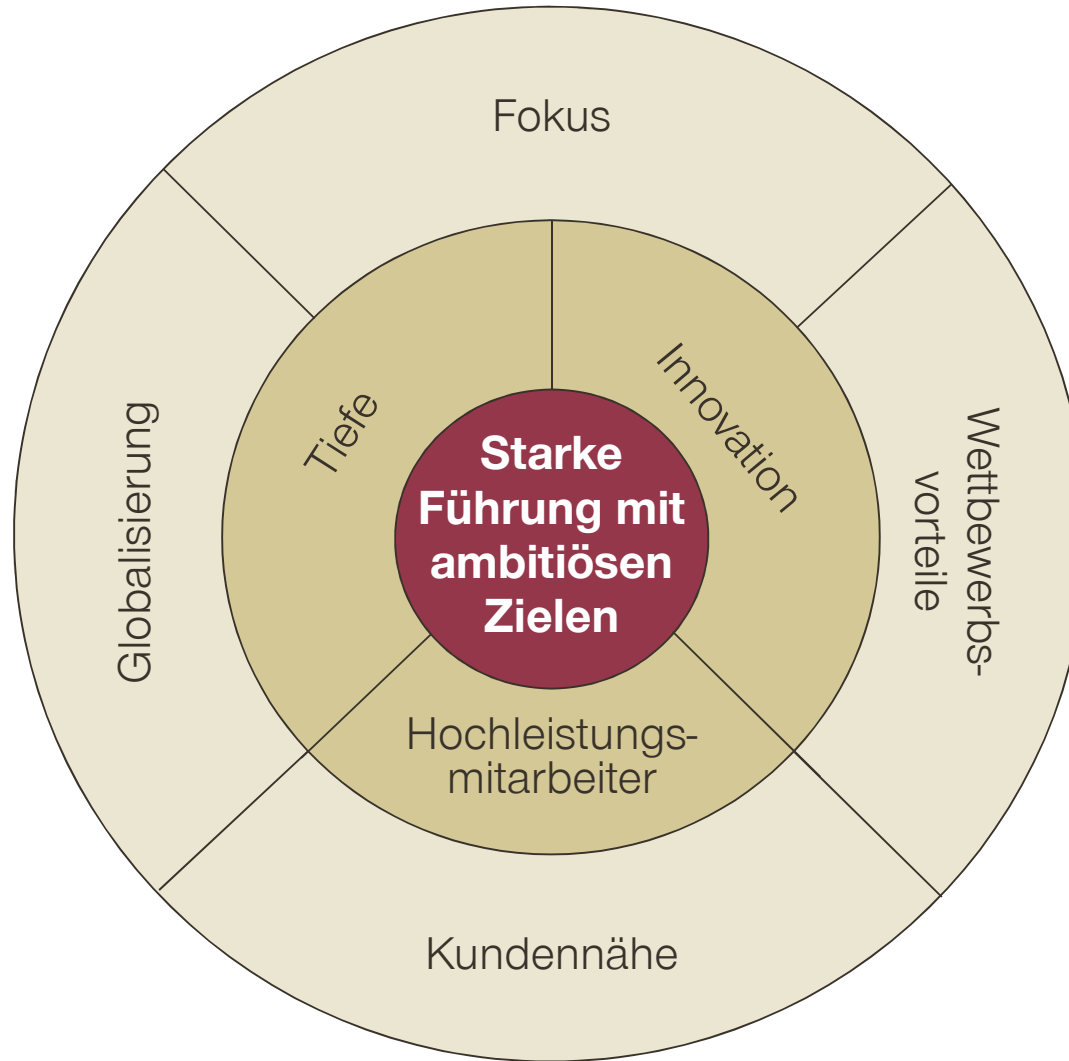 Fokus
Innovation
Tiefe
Starke
Führung mit
ambitiösen
Zielen
Globalisierung
Wettbewerbs-
vorteile
Hochleistungs-
mitarbeiter
Kundennähe